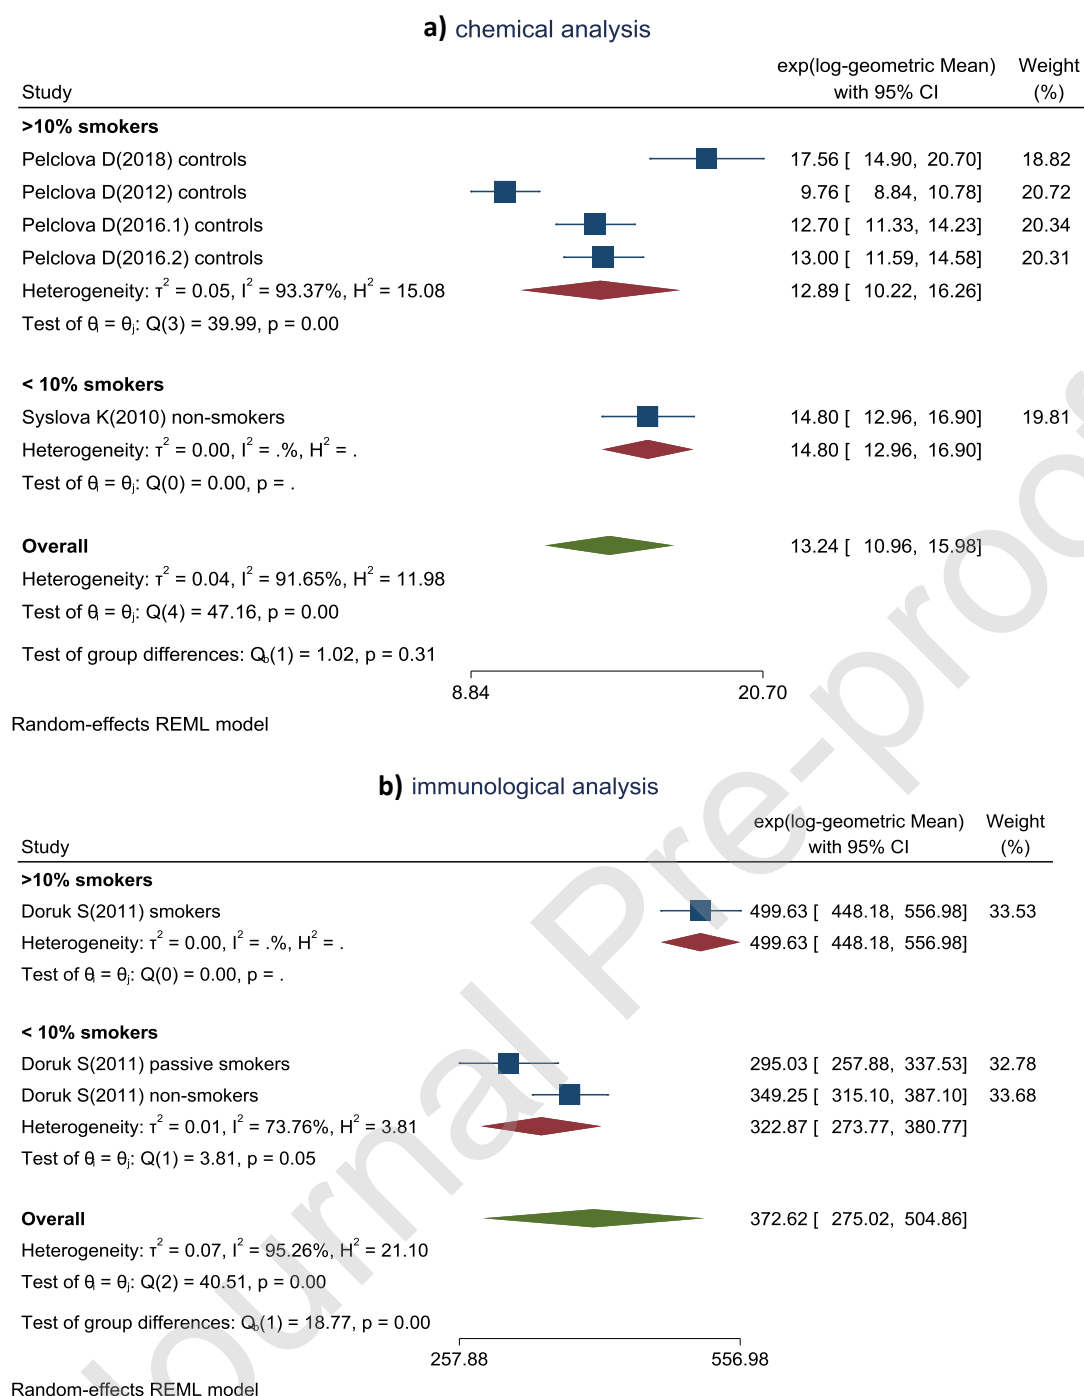 a) chemical analysis
exp(log-geometric Mean) Weight
Study with 95% CI (%)
>10% smokers
Pelclova D(2018) controls 17.56 [ 14.90, 20.70] 18.82
Pelclova D(2012) controls 9.76 [ 8.84, 10.78] 20.72
Pelclova D(2016.1) controls 12.70 [ 11.33, 14.23] 20.34
Pelclova D(2016.2) controls 13.00 [ 11.59, 14.58] 20.31
Heterogeneity: τ² = 0.05, I² = 93.37%, H² = 15.08 12.89 [ 10.22, 16.26]
Test of θᵢ = θⱼ: Q(3) = 39.99, p = 0.00
< 10% smokers
Syslova K(2010) non-smokers 14.80 [ 12.96, 16.90] 19.81
Heterogeneity: τ² = 0.00, I² = .%, H² = . 14.80 [ 12.96, 16.90]
Test of θᵢ = θⱼ: Q(0) = 0.00, p = .
Overall 13.24 [ 10.96, 15.98]
Heterogeneity: τ² = 0.04, I² = 91.65%, H² = 11.98
Test of θᵢ = θⱼ: Q(4) = 47.16, p = 0.00
Test of group differences: Q_b(1) = 1.02, p = 0.31
8.84 20.70
Random-effects REML model
b) immunological analysis
exp(log-geometric Mean) Weight
Study with 95% CI (%)
>10% smokers
Doruk S(2011) smokers 499.63 [ 448.18, 556.98] 33.53
Heterogeneity: τ² = 0.00, I² = .%, H² = . 499.63 [ 448.18, 556.98]
Test of θᵢ = θⱼ: Q(0) = 0.00, p = .
< 10% smokers
Doruk S(2011) passive smokers 295.03 [ 257.88, 337.53] 32.78
Doruk S(2011) non-smokers 349.25 [ 315.10, 387.10] 33.68
Heterogeneity: τ² = 0.01, I² = 73.76%, H² = 3.81 322.87 [ 273.77, 380.77]
Test of θᵢ = θⱼ: Q(1) = 3.81, p = 0.05
Overall 372.62 [ 275.02, 504.86]
Heterogeneity: τ² = 0.07, I² = 95.26%, H² = 21.10
Test of θᵢ = θⱼ: Q(2) = 40.51, p = 0.00
Test of group differences: Q_b(1) = 18.77, p = 0.00
257.88 556.98
Random-effects REML model
Journal Pre-proof